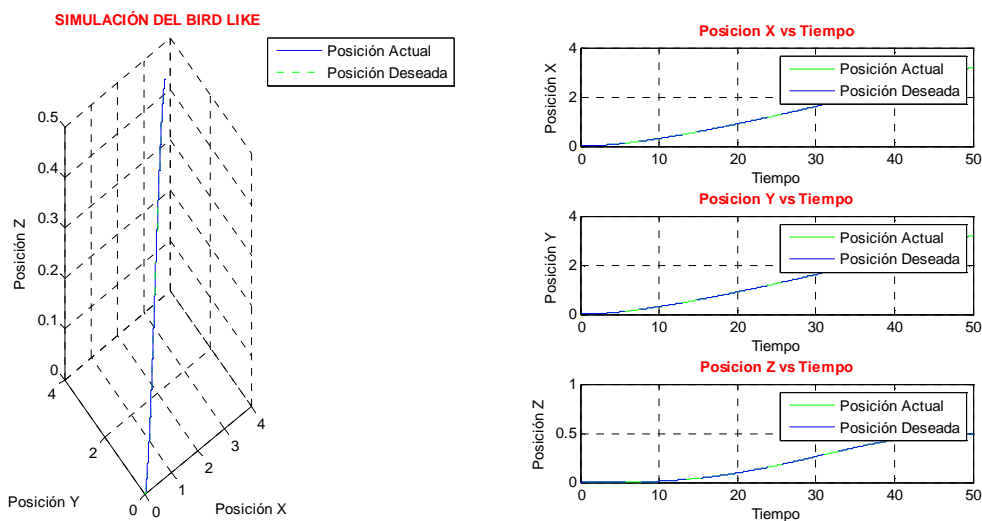 SIMULACIÓN DEL BIRD LIKE
Posición Actual
Posición Deseada
0.5
0.4
0.3
0.2
0.1
0
Posición Z
4
2
0
Posición Y
0
1
2
3
4
Posición X
Posicion X vs Tiempo
4
2
0
Posición X
Posición Actual
Posición Deseada
0 10 20 30 40 50
Tiempo
Posicion Y vs Tiempo
4
2
0
Posición Y
Posición Actual
Posición Deseada
0 10 20 30 40 50
Tiempo
Posicion Z vs Tiempo
1
0.5
0
Posición Z
Posición Actual
Posición Deseada
0 10 20 30 40 50
Tiempo